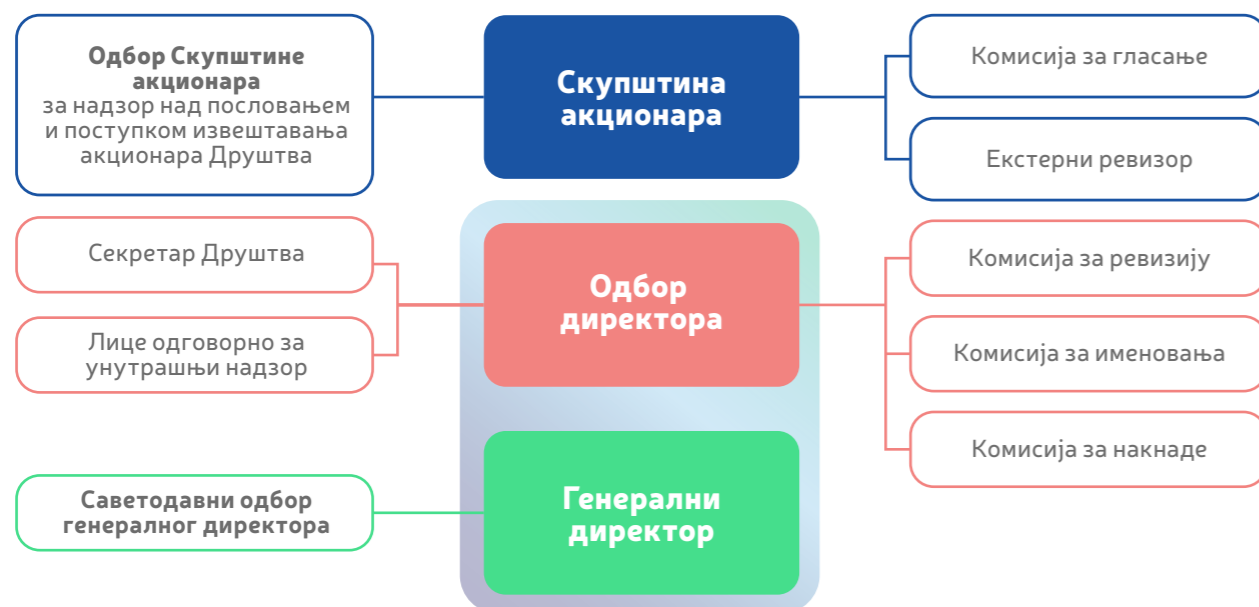 Одбор Скупштине
акционара
за надзор над пословањем
и поступком извештавања
акционара Друштва
Скупштина
акционара
Комисија за гласање
Екстерни ревизор
Секретар Друштва
Лице одговорно за
унутрашњи надзор
Одбор
директора
Комисија за ревизију
Комисија за именовања
Комисија за накнаде
Саветодавни одбор
генералног директора
Генерални
директор